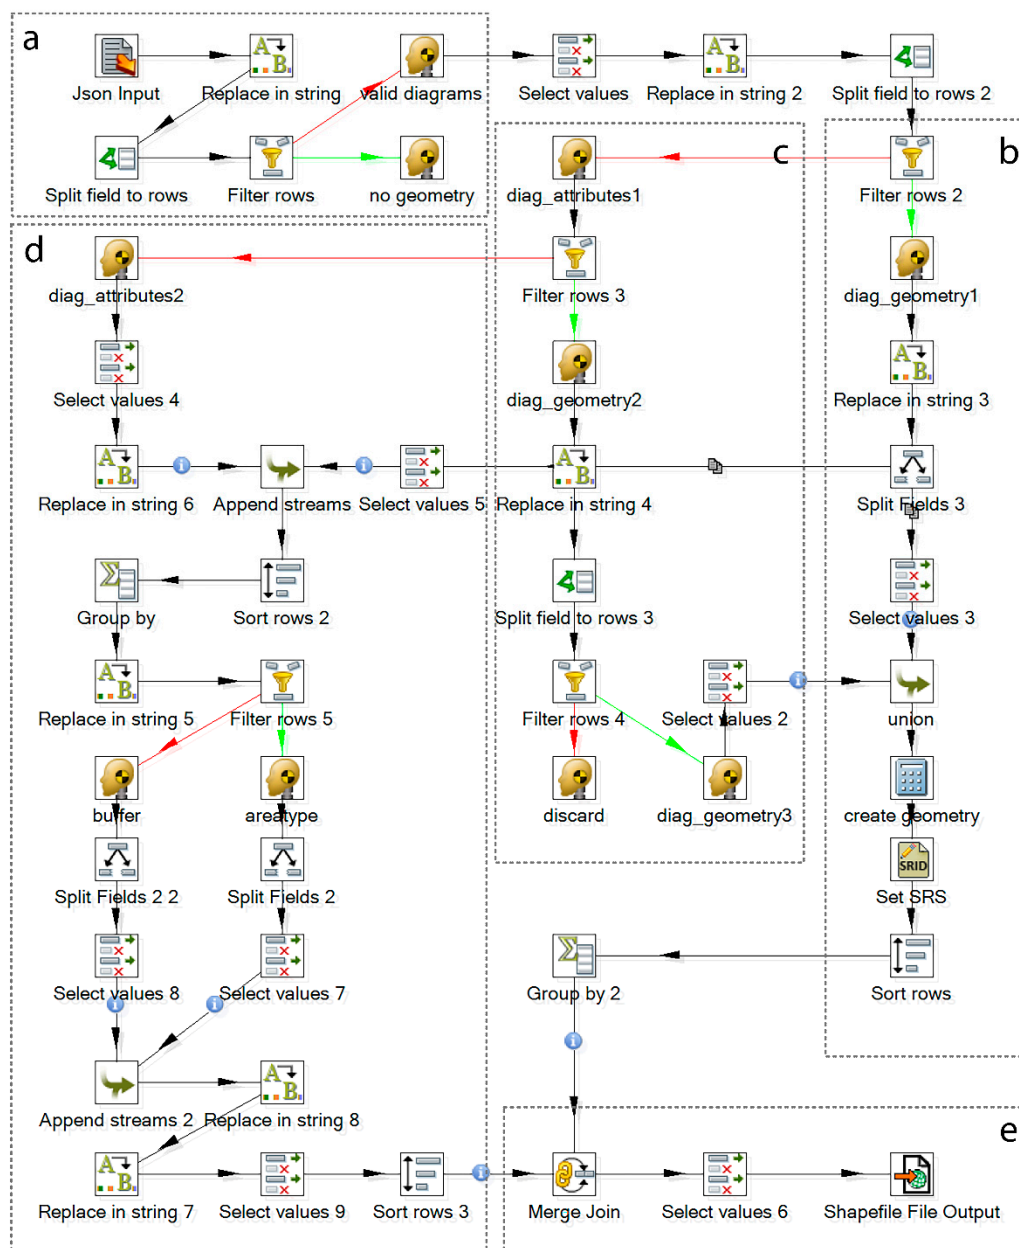 a
Json Input
Replace in string
valid diagrams
Select values
Replace in string 2
Split field to rows 2
Split field to rows
Filter rows
no geometry
c
diag_attributes1
b
Filter rows 2
d
diag_attributes2
Filter rows 3
diag_geometry1
Select values 4
diag_geometry2
Replace in string 3
Replace in string 6
Append streams
Select values 5
Replace in string 4
Split Fields 3
Group by
Sort rows 2
Split field to rows 3
Select values 3
Replace in string 5
Filter rows 5
Filter rows 4
Select values 2
union
buffer
areatype
discard
diag_geometry3
create geometry
Split Fields 2 2
Split Fields 2
SRID
Set SRS
Select values 8
Select values 7
Group by 2
Sort rows
Append streams 2
Replace in string 8
e
Replace in string 7
Select values 9
Sort rows 3
Merge Join
Select values 6
Shapefile File Output